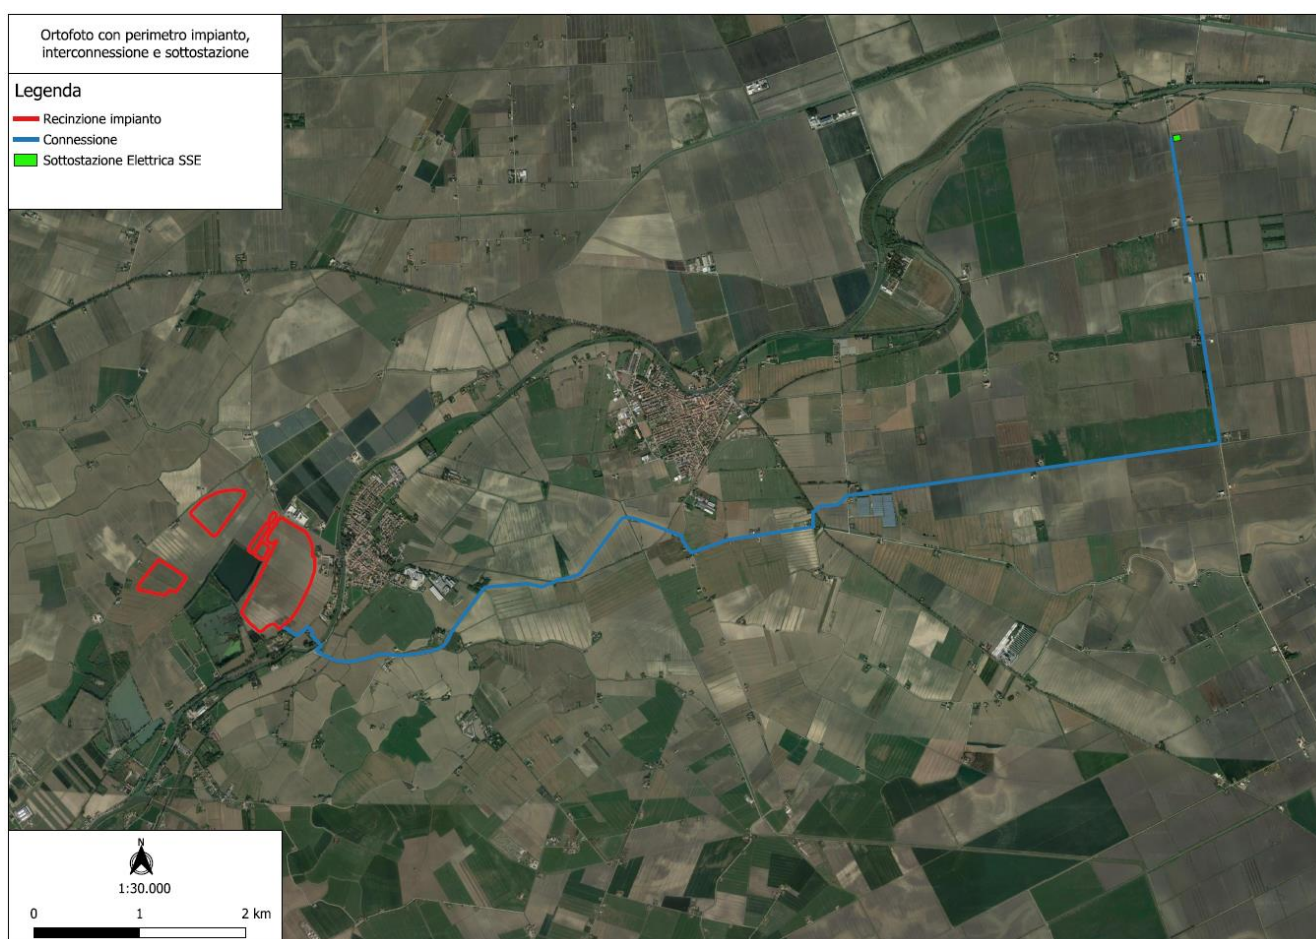 Ortofoto con perimetro impianto,
interconnessione e sottostazione
Legenda
Recinzione impianto
Connessione
Sottostazione Elettrica SSE
N
1:30.000
0 1 2 km